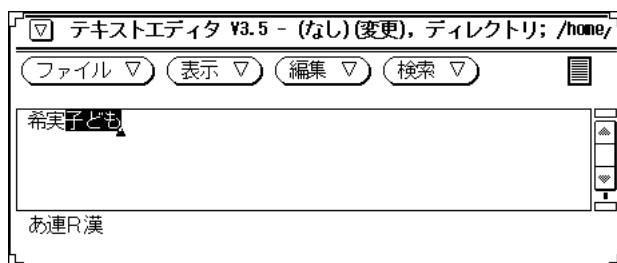 テキストエディタ V3.5 - (なし)(変更), ディレクトリ; /home/
ファイル 表示 編集 検索
希実子ども
あ連R漢